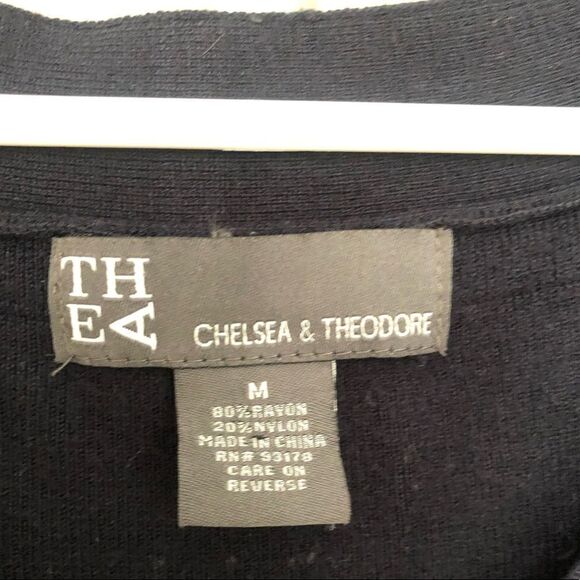 TH
EA
CHELSEA & THEODORE
M
80% RAYON
20% NYLON
MADE IN CHINA
RN# 93178
CARE ON
REVERSE